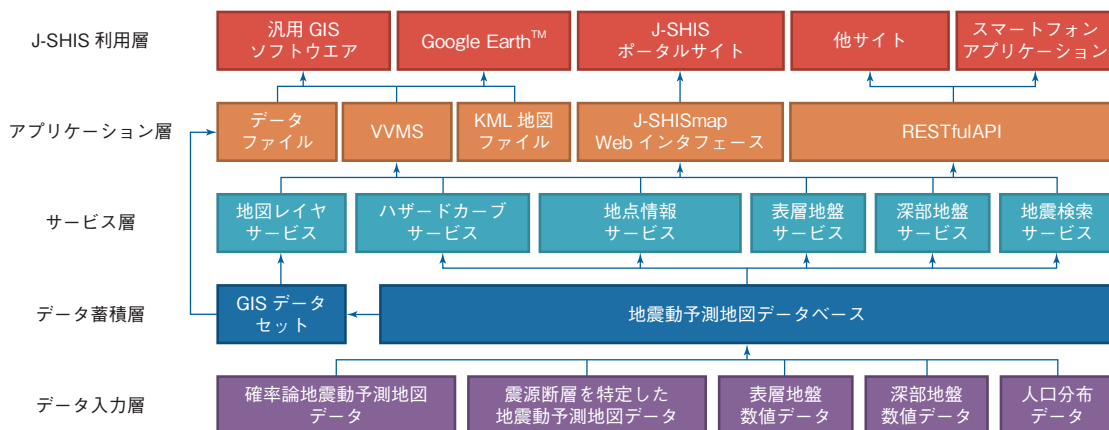 J-SHIS 利用層
汎用 GIS
ソフトウエア
Google Earth™
J-SHIS
ポータルサイト
他サイト
スマートフォン
アプリケーション
アプリケーション層
データ
ファイル
VVMS
KML 地図
ファイル
J-SHISmap
Web インタフェース
RESTfulAPI
サービス層
地図レイヤ
サービス
ハザードカーブ
サービス
地点情報
サービス
表層地盤
サービス
深部地盤
サービス
地震検索
サービス
データ蓄積層
GIS データ
セット
地震動予測地図データベース
データ入力層
確率論地震動予測地図
データ
震源断層を特定した
地震動予測地図データ
表層地盤
数値データ
深部地盤
数値データ
人口分布
データ